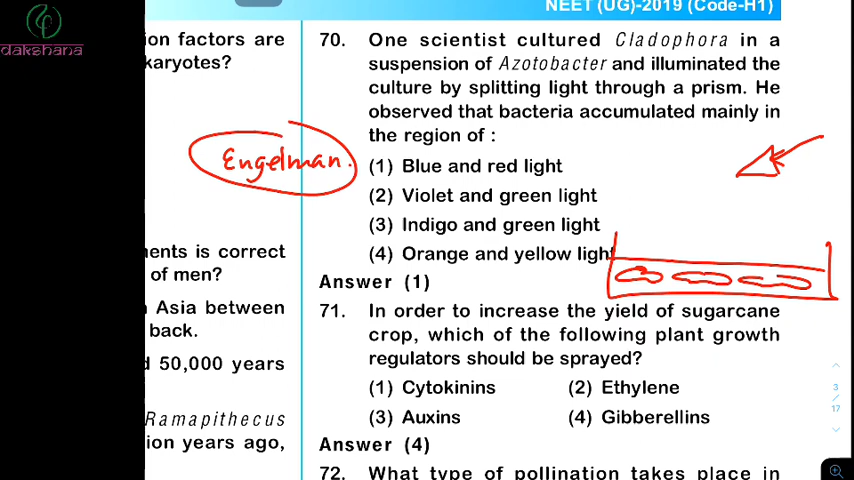 NEET (UG)-2019 (Code-H1)
dakshana
ion factors are
karyotes?
ments is correct
of men?
Asia between
back.
d 50,000 years
Ramapithecus
ion years ago,
Engelman.
70. One scientist cultured Cladophora in a
suspension of Azotobacter and illuminated the
culture by splitting light through a prism. He
observed that bacteria accumulated mainly in
the region of :
(1) Blue and red light
(2) Violet and green light
(3) Indigo and green light
(4) Orange and yellow light
Answer (1)
71. In order to increase the yield of sugarcane
crop, which of the following plant growth
regulators should be sprayed?
(1) Cytokinins (2) Ethylene
(3) Auxins (4) Gibberellins
Answer (4)
72. What type of pollination takes place in
3
/
17